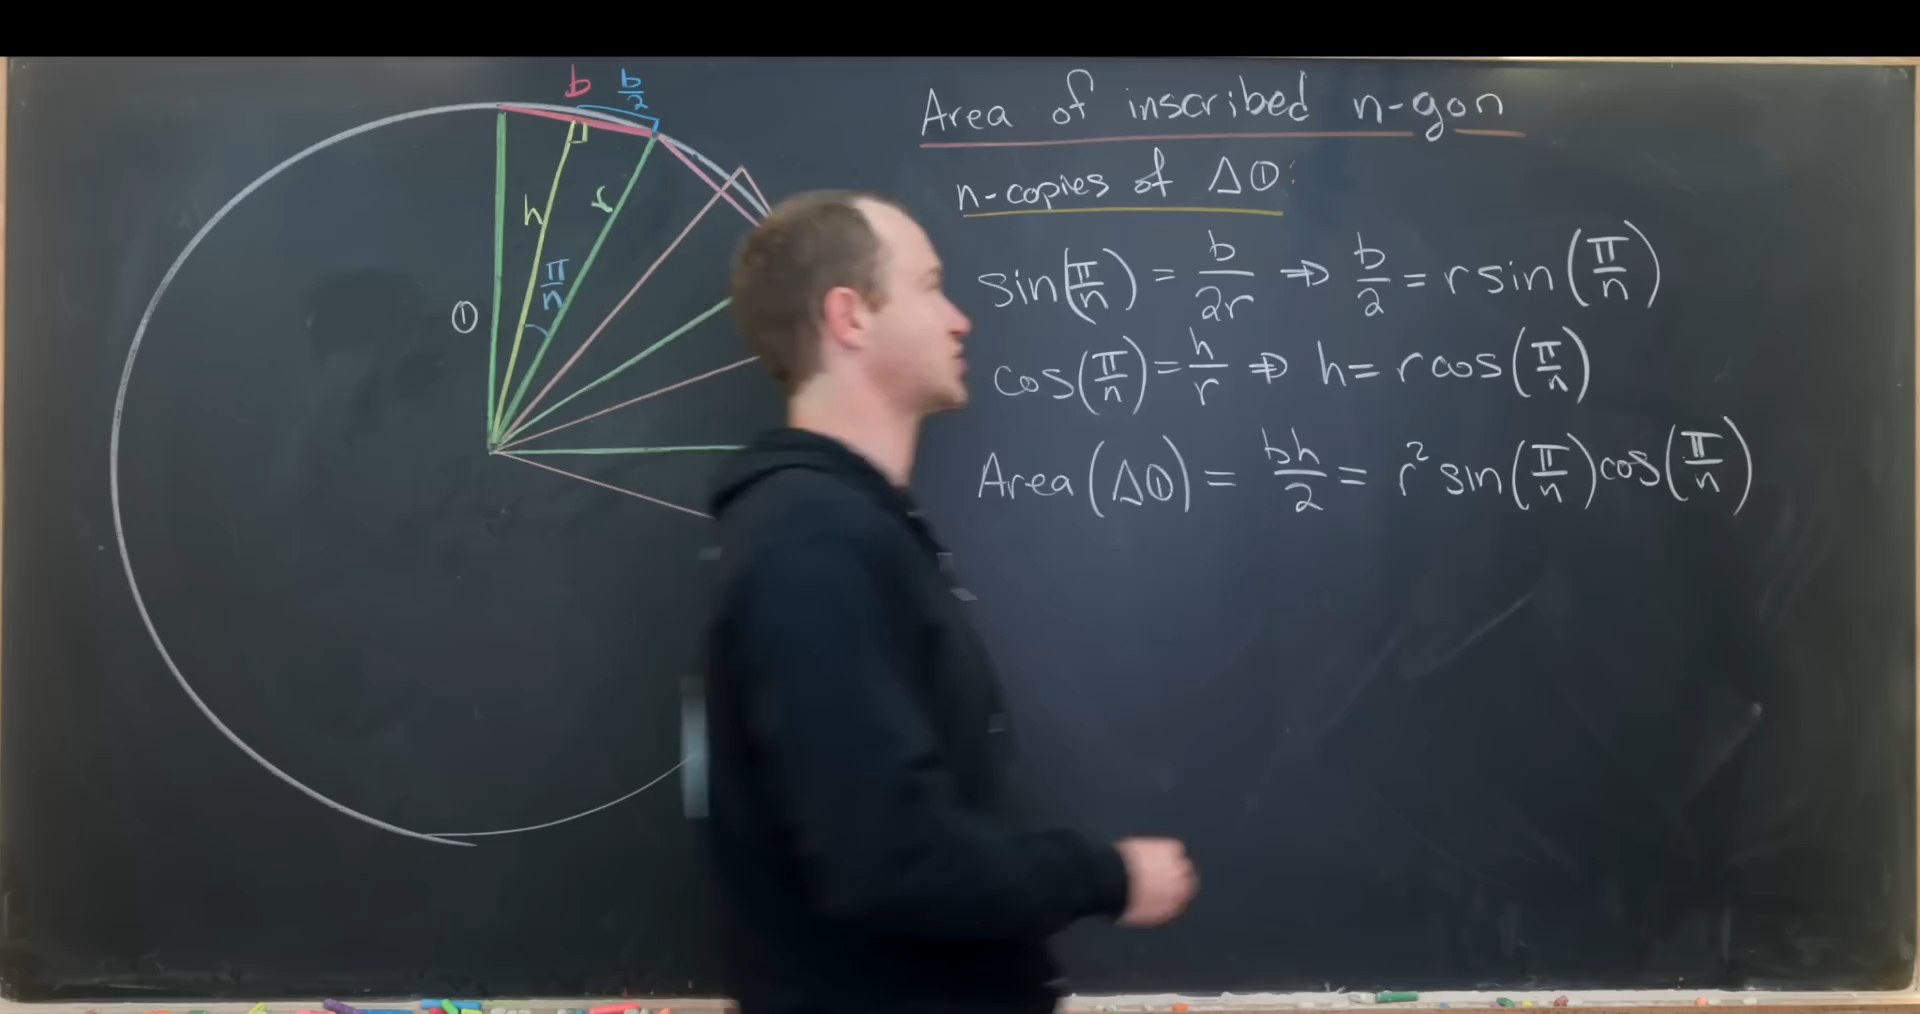 b b/2
h r
π/n
①
Area of inscribed n-gon
n-copies of Δ①:
sin(π/n) = b/2r ⇒ b/2 = r sin(π/n)
cos(π/n) = h/r ⇒ h = r cos(π/n)
Area(Δ①) = bh/2 = r² sin(π/n) cos(π/n)